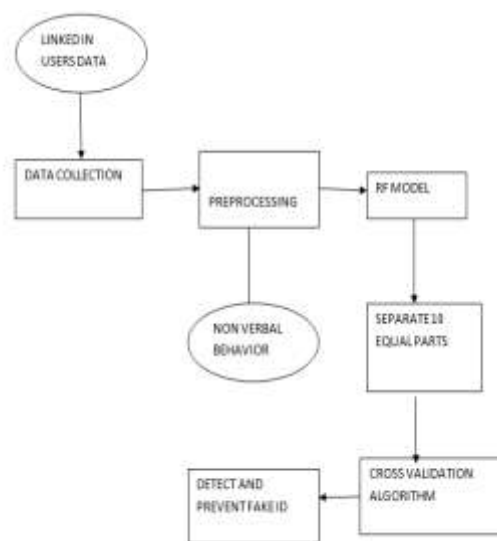 LINKED IN
USERS DATA
DATA COLLECTION
PREPROCESSING
RF MODEL
NON VERBAL
BEHAVIOR
SEPARATE 10
EQUAL PARTS
CROSS VALIDATION
ALGORITHM
DETECT AND
PREVENT FAKE ID